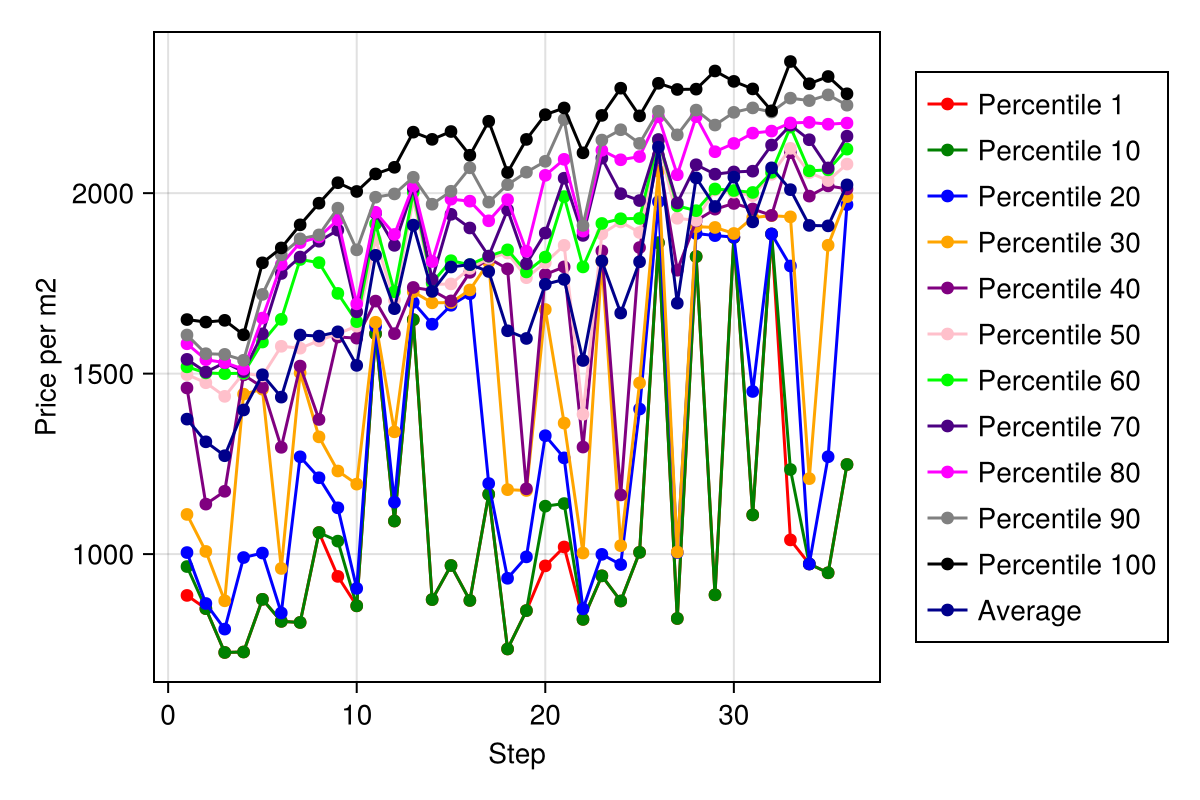 Price per m2
2000
1500
1000
0 10 20 30
Step
Percentile 1
Percentile 10
Percentile 20
Percentile 30
Percentile 40
Percentile 50
Percentile 60
Percentile 70
Percentile 80
Percentile 90
Percentile 100
Average